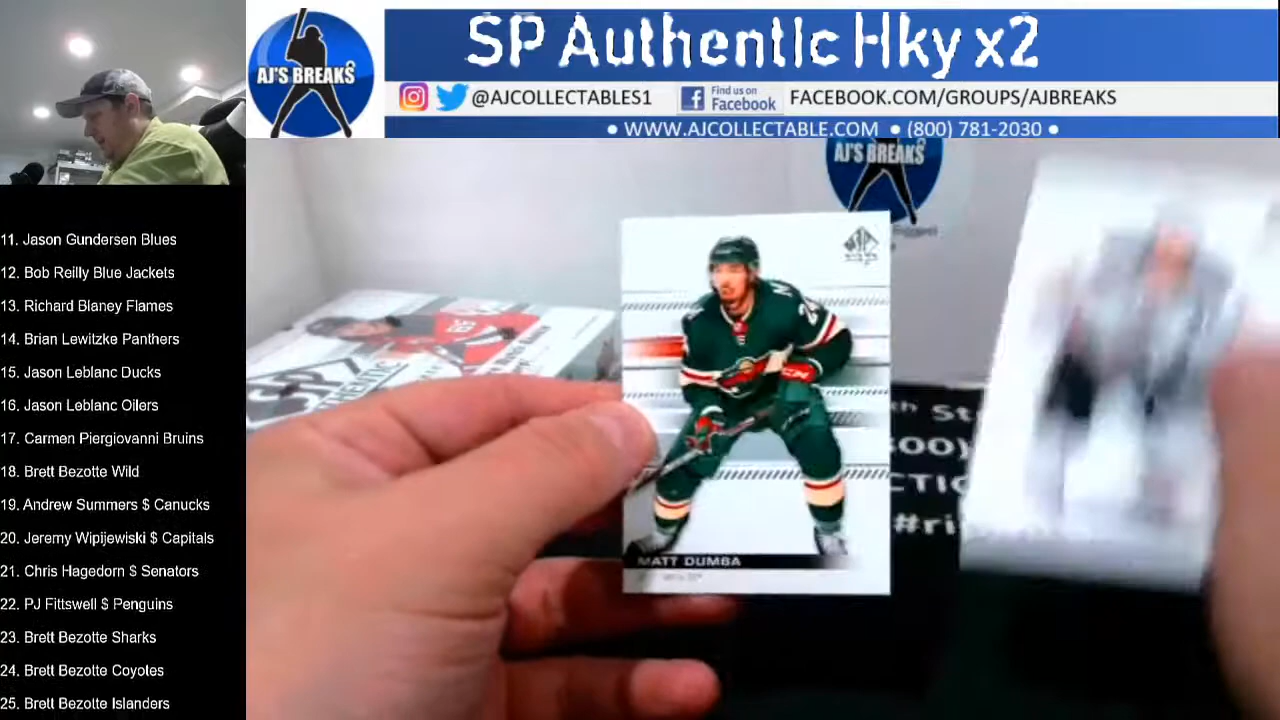 SP Authentic Hky x2
AJ'S BREAKS
@AJCOLLECTABLES1
Find us on
Facebook
FACEBOOK.COM/GROUPS/AJBREAKS
• WWW.AJCOLLECTABLE.COM • (800) 781-2030 •
AJ'S BREAKS
11. Jason Gundersen Blues
12. Bob Reilly Blue Jackets
13. Richard Blaney Flames
14. Brian Lewitzke Panthers
15. Jason Leblanc Ducks
16. Jason Leblanc Oilers
17. Carmen Piergiovanni Bruins
18. Brett Bezotte Wild
19. Andrew Summers $ Canucks
20. Jeremy Wipijewiski $ Capitals
21. Chris Hagedorn $ Senators
22. PJ Fittswell $ Penguins
23. Brett Bezotte Sharks
24. Brett Bezotte Coyotes
25. Brett Bezotte Islanders
SP
AUTHENTIC
SP
MATT DUMBA